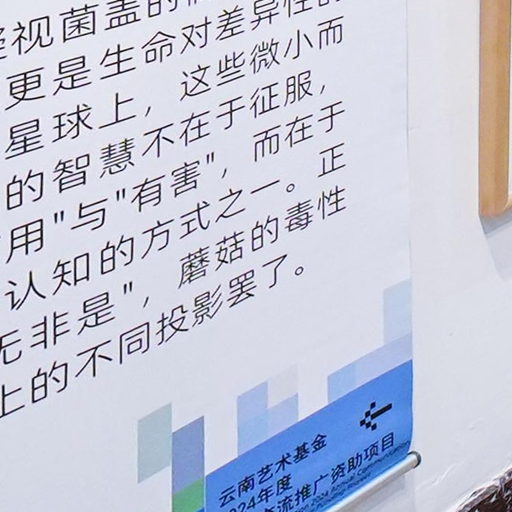 视菌盖的
更是生命对差异性的
星球上，这些微小而
的智慧不在于征服，
用"与"有害"，而在于
认知的方式之一。正
无非是"，蘑菇的毒性
上的不同投影罢了。
云南艺术基金
2024年度
交流推广资助项目